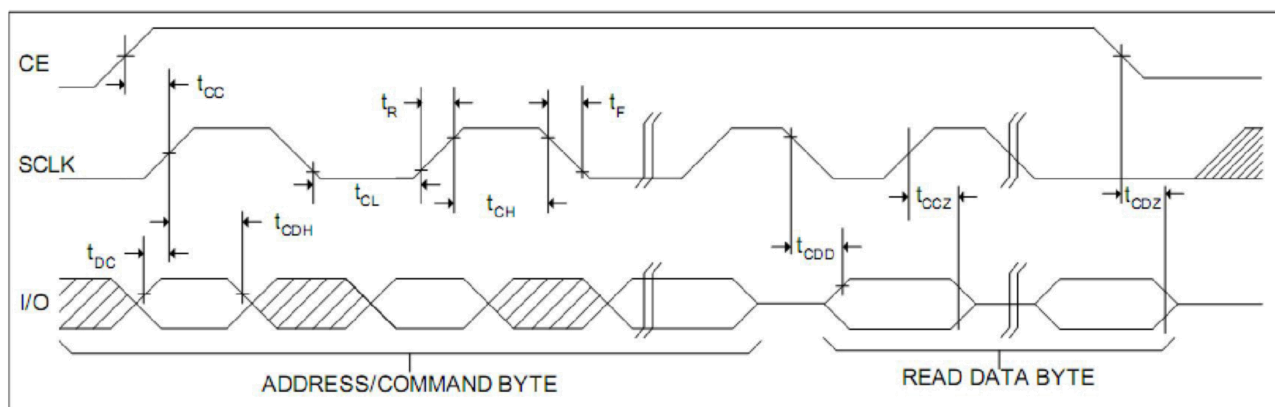 CE
tCC
tR
tF
SCLK
tCL
tCH
tCCZ
tCDZ
tCDH
tDC
tCDD
I/O
ADDRESS/COMMAND BYTE
READ DATA BYTE